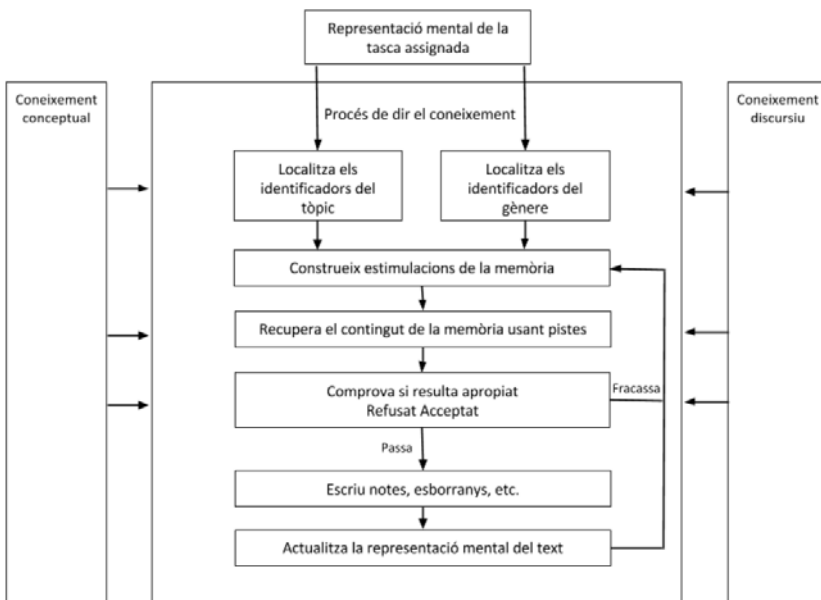 Representació mental de la
tasca assignada
Coneixement
conceptual
Procés de dir el coneixement
Coneixement
discursiu
Localitza els
identificadors del
tòpic
Localitza els
identificadors del
gènere
Construeix estimulacions de la memòria
Recupera el contingut de la memòria usant pistes
Comprova si resulta apropiat
Refusat Acceptat
Fracassa
Passa
Escriu notes, esborranys, etc.
Actualitza la representació mental del text